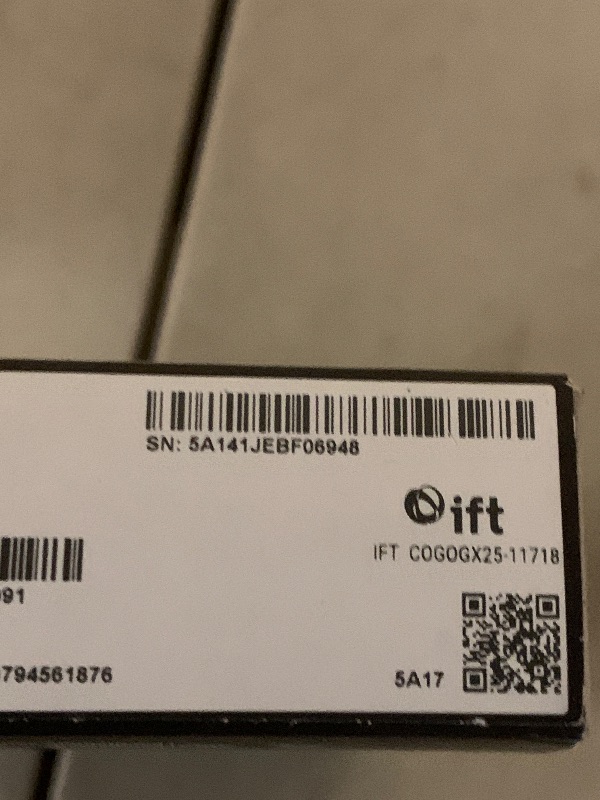 SN: 5A141JEBF06948
ift
IFT COGOGX25-11718
91
794561876
5A17